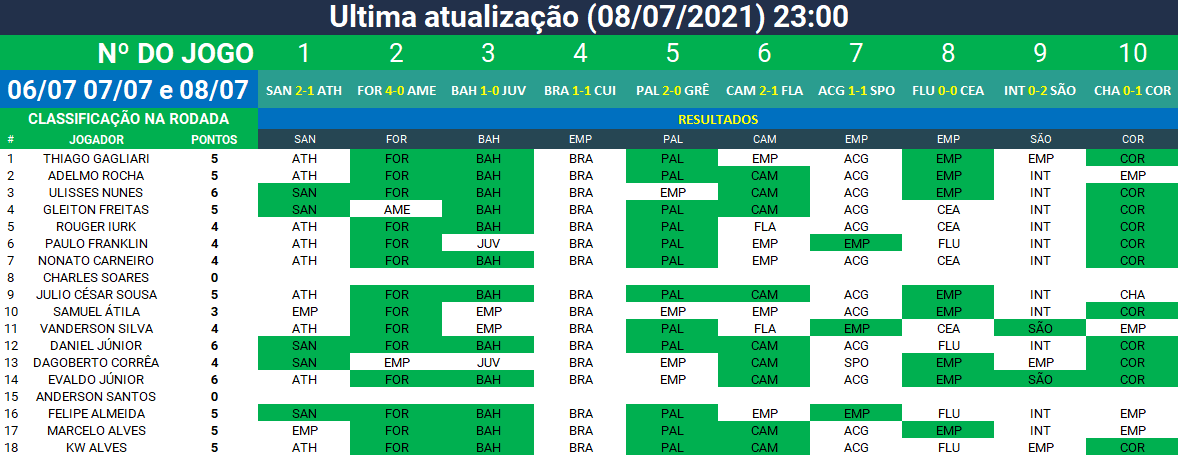 Ultima atualização (08/07/2021) 23:00
Nº DO JOGO 1 2 3 4 5 6 7 8 9 10
06/07 07/07 e 08/07 SAN 2-1 ATH FOR 4-0 AME BAH 1-0 JUV BRA 1-1 CUI PAL 2-0 GRÊ CAM 2-1 FLA ACG 1-1 SPO FLU 0-0 CEA INT 0-2 SÃO CHA 0-1 COR
CLASSIFICAÇÃO NA RODADA RESULTADOS
# JOGADOR PONTOS SAN FOR BAH EMP PAL CAM EMP EMP SÃO COR
1 THIAGO GAGLIARI 5 ATH FOR BAH BRA PAL EMP ACG EMP EMP COR
2 ADELMO ROCHA 5 ATH FOR BAH BRA PAL CAM ACG EMP INT EMP
3 ULISSES NUNES 6 SAN FOR BAH BRA EMP CAM ACG EMP INT COR
4 GLEITON FREITAS 5 SAN AME BAH BRA PAL CAM ACG CEA INT COR
5 ROUGER IURK 4 ATH FOR BAH BRA PAL FLA ACG CEA INT COR
6 PAULO FRANKLIN 4 ATH FOR JUV BRA PAL EMP EMP FLU INT COR
7 NONATO CARNEIRO 4 ATH FOR BAH BRA PAL EMP ACG CEA INT COR
8 CHARLES SOARES 0
9 JULIO CÉSAR SOUSA 5 ATH FOR BAH BRA PAL CAM ACG EMP INT CHA
10 SAMUEL ÁTILA 3 EMP FOR EMP BRA EMP EMP ACG EMP INT COR
11 VANDERSON SILVA 4 ATH FOR EMP BRA PAL FLA EMP CEA SÃO EMP
12 DANIEL JÚNIOR 6 SAN FOR BAH BRA PAL CAM ACG FLU INT COR
13 DAGOBERTO CORRÊA 4 SAN EMP JUV BRA EMP CAM SPO EMP EMP COR
14 EVALDO JÚNIOR 6 ATH FOR BAH BRA EMP CAM ACG EMP SÃO COR
15 ANDERSON SANTOS 0
16 FELIPE ALMEIDA 5 SAN FOR BAH BRA PAL EMP EMP FLU INT EMP
17 MARCELO ALVES 5 EMP FOR BAH BRA PAL CAM ACG EMP INT EMP
18 KW ALVES 5 ATH FOR BAH BRA PAL CAM ACG FLU EMP COR